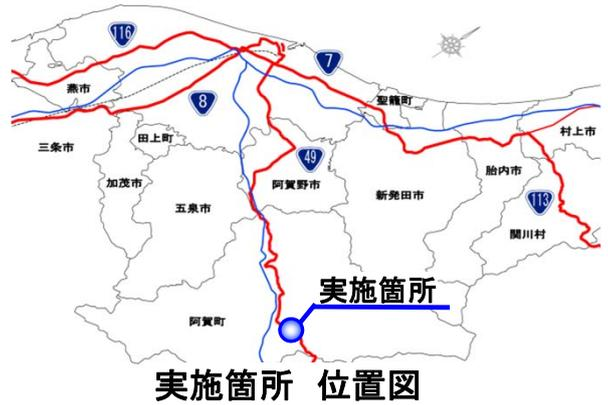 116
7
燕市
8
聖籠町
三条市
田上町
村上市
49
加茂市
阿賀野市
新発田市
胎内市
五泉市
113
関川村
実施箇所
阿賀町
実施箇所 位置図